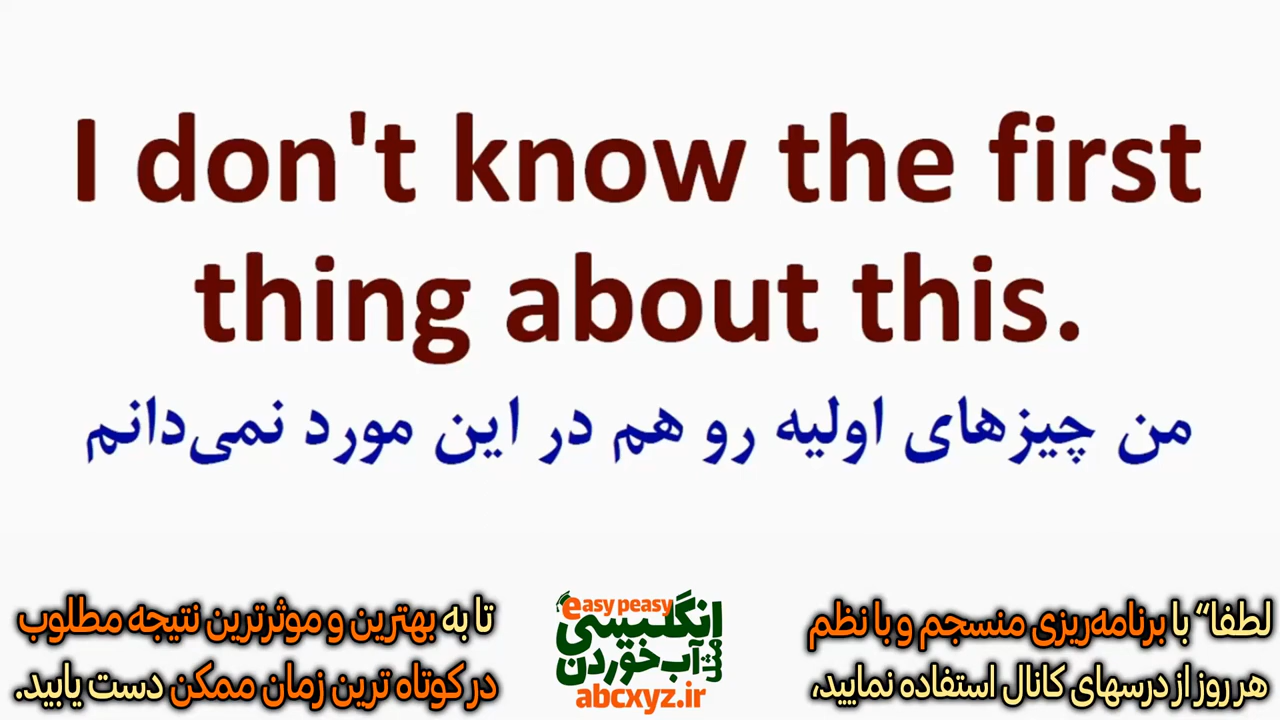 I don't know the first
thing about this.
من چیزهای اولیه رو هم در این مورد نمی‌دانم
لطفا“ با برنامه‌ریزی منسجم و با نظم
هر روز از درسهای کانال استفاده نمایید،
easy peasy
انگلیسی
مثل آب خوردن
abcxyz.ir
تا به بهترین و موثرترین نتیجه مطلوب
در کوتاه ترین زمان ممکن دست یابید.